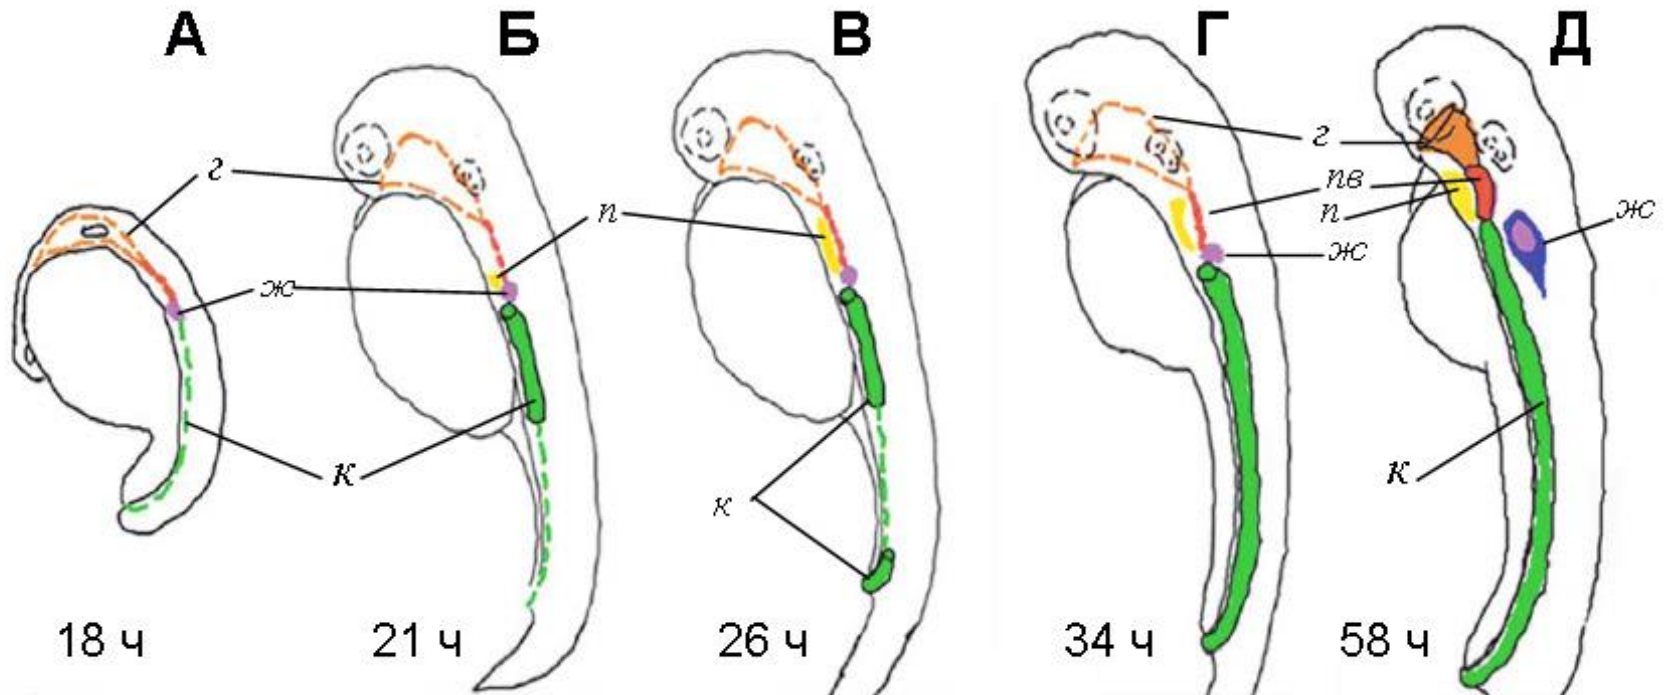 А Б В Г Д
г
п
г
пв
п
ж
ж
ж
к
к
к
18 ч 21 ч 26 ч 34 ч 58 ч